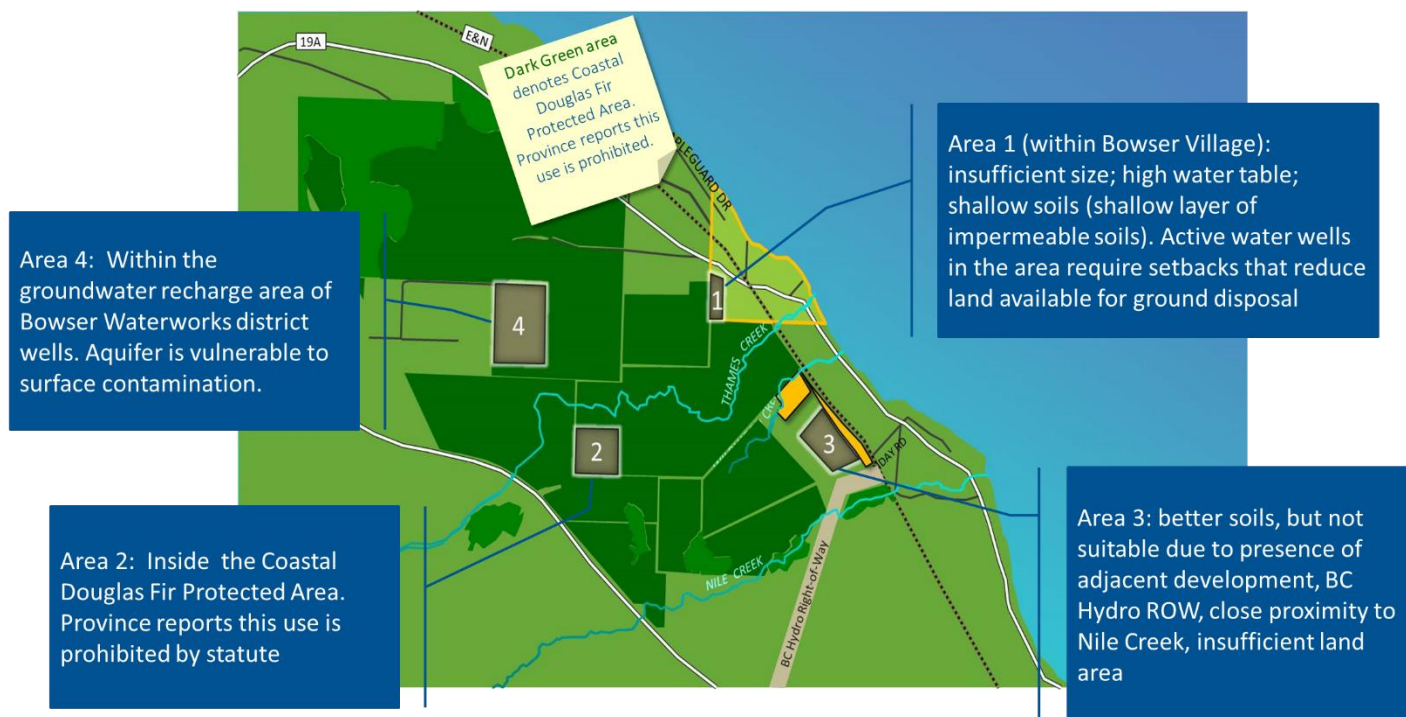 19A
E&N
Dark Green area
denotes Coastal
Douglas Fir
Protected Area.
Province reports this
use is prohibited.
Area 1 (within Bowser Village):
insufficient size; high water table;
shallow soils (shallow layer of
impermeable soils). Active water wells
in the area require setbacks that reduce
land available for ground disposal
Area 4: Within the
groundwater recharge area of
Bowser Waterworks district
wells. Aquifer is vulnerable to
surface contamination.
1
4
THAMES CREEK
2
3
Area 2: Inside the Coastal
Douglas Fir Protected Area.
Province reports this use is
prohibited by statute
NILE CREEK
BC Hydro Right-of-Way
Area 3: better soils, but not
suitable due to presence of
adjacent development, BC
Hydro ROW, close proximity to
Nile Creek, insufficient land
area